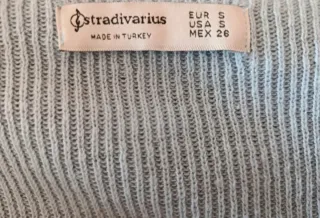 stradivarius
MADE IN TURKEY
EUR S
USA S
MEX 26